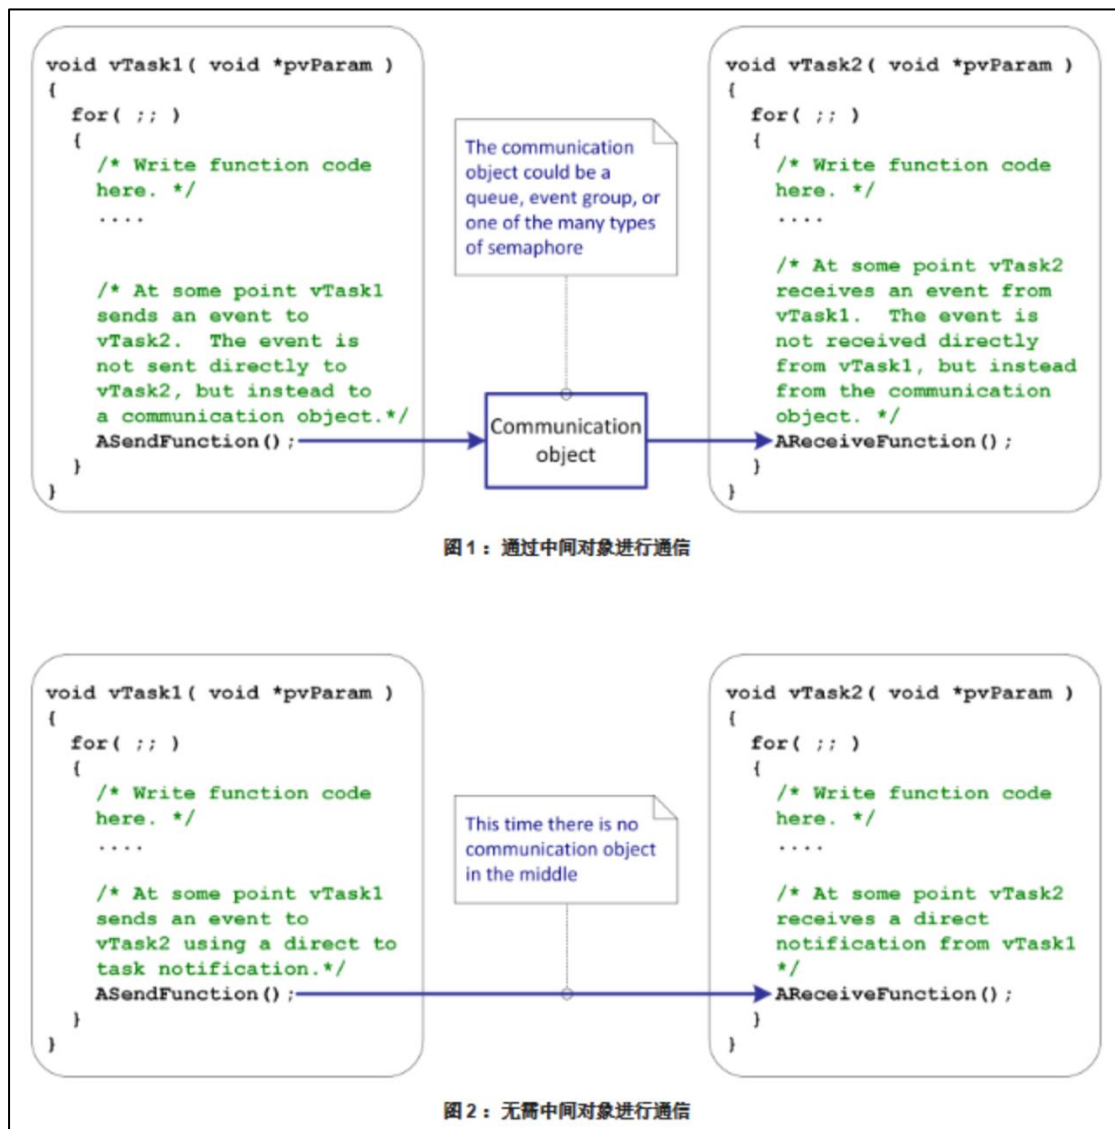 void vTask1( void *pvParam )
{
for( ;; )
{
/* Write function code
here. */
....
/* At some point vTask1
sends an event to
vTask2. The event is
not sent directly to
vTask2, but instead to
a communication object.*/
ASendFunction();
}
}
The communication
object could be a
queue, event group, or
one of the many types
of semaphore
Communication
object
void vTask2( void *pvParam )
{
for( ;; )
{
/* Write function code
here. */
....
/* At some point vTask2
receives an event from
vTask1. The event is
not received directly
from vTask1, but instead
from the communication
object. */
AReceiveFunction();
}
}
图1：通过中间对象进行通信
void vTask1( void *pvParam )
{
for( ;; )
{
/* Write function code
here. */
....
/* At some point vTask1
sends an event to
vTask2 using a direct to
task notification.*/
ASendFunction();
}
}
This time there is no
communication object
in the middle
void vTask2( void *pvParam )
{
for( ;; )
{
/* Write function code
here. */
....
/* At some point vTask2
receives a direct
notification from vTask1
*/
AReceiveFunction();
}
}
图2：无需中间对象进行通信